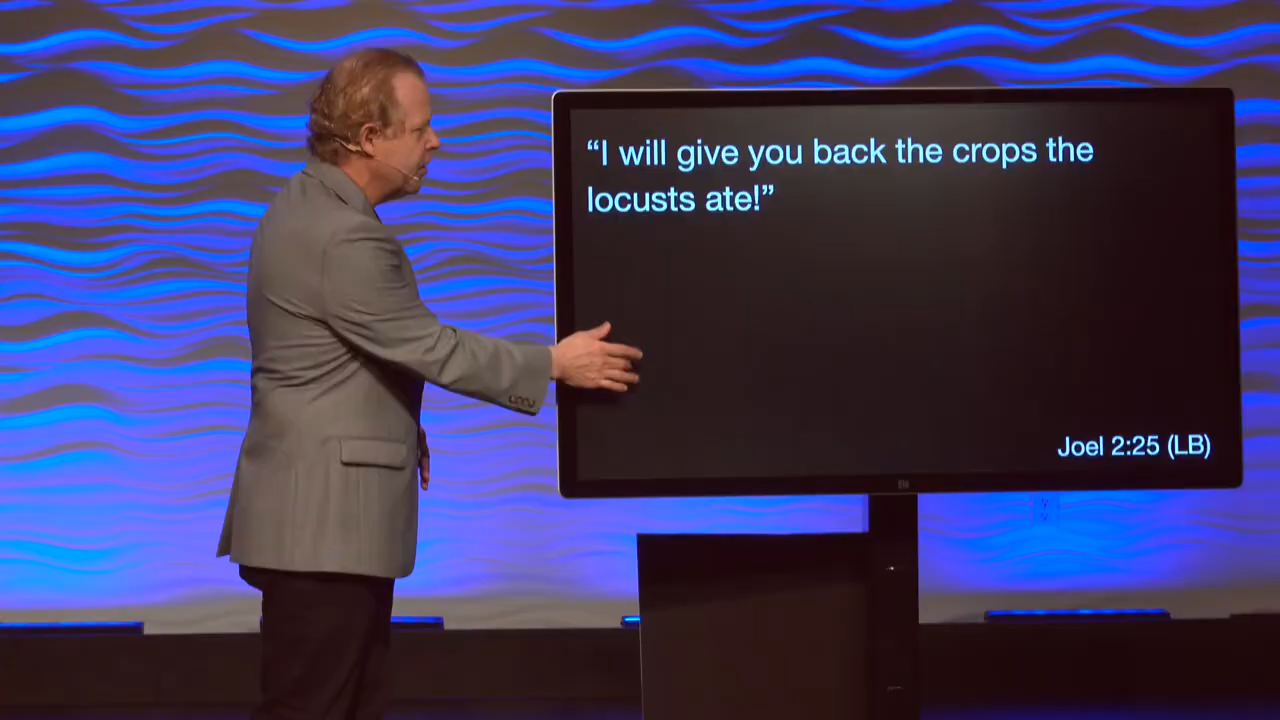 “I will give you back the crops the
locusts ate!”
Joel 2:25 (LB)